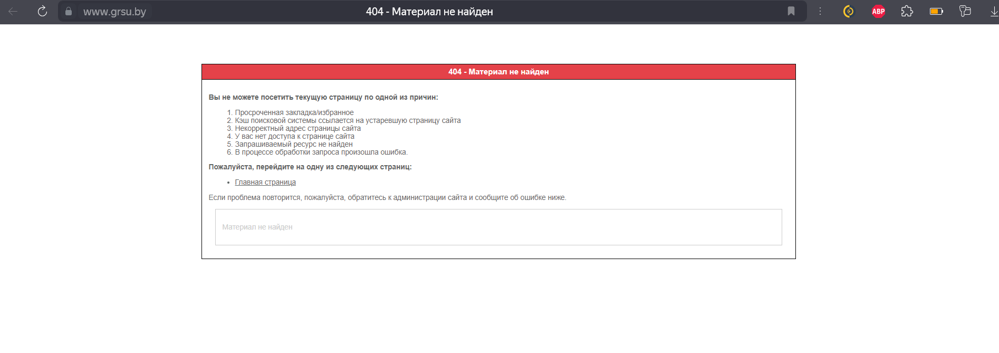 www.grsu.by
404 - Материал не найден
ABP
404 - Материал не найден
Вы не можете посетить текущую страницу по одной из причин:
1. Просроченная закладка/избранное
2. Кэш поисковой системы ссылается на устаревшую страницу сайта
3. Некорректный адрес страницы сайта
4. У вас нет доступа к странице сайта
5. Запрашиваемый ресурс не найден
6. В процессе обработки запроса произошла ошибка.
Пожалуйста, перейдите на одну из следующих страниц:
• Главная страница
Если проблема повторится, пожалуйста, обратитесь к администрации сайта и сообщите об ошибке ниже.
Материал не найден